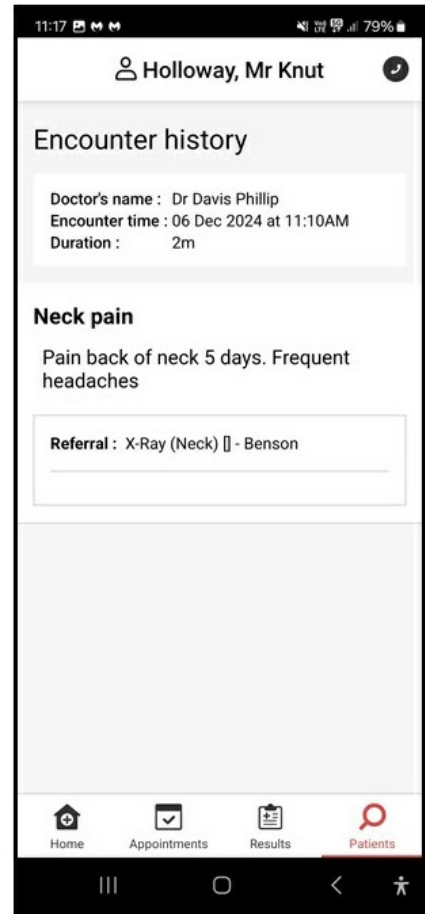 11:17 79%
Holloway, Mr Knut
Encounter history
Doctor's name : Dr Davis Phillip
Encounter time : 06 Dec 2024 at 11:10AM
Duration : 2m
Neck pain
Pain back of neck 5 days. Frequent
headaches
Referral : X-Ray (Neck) [] - Benson
Home Appointments Results Patients